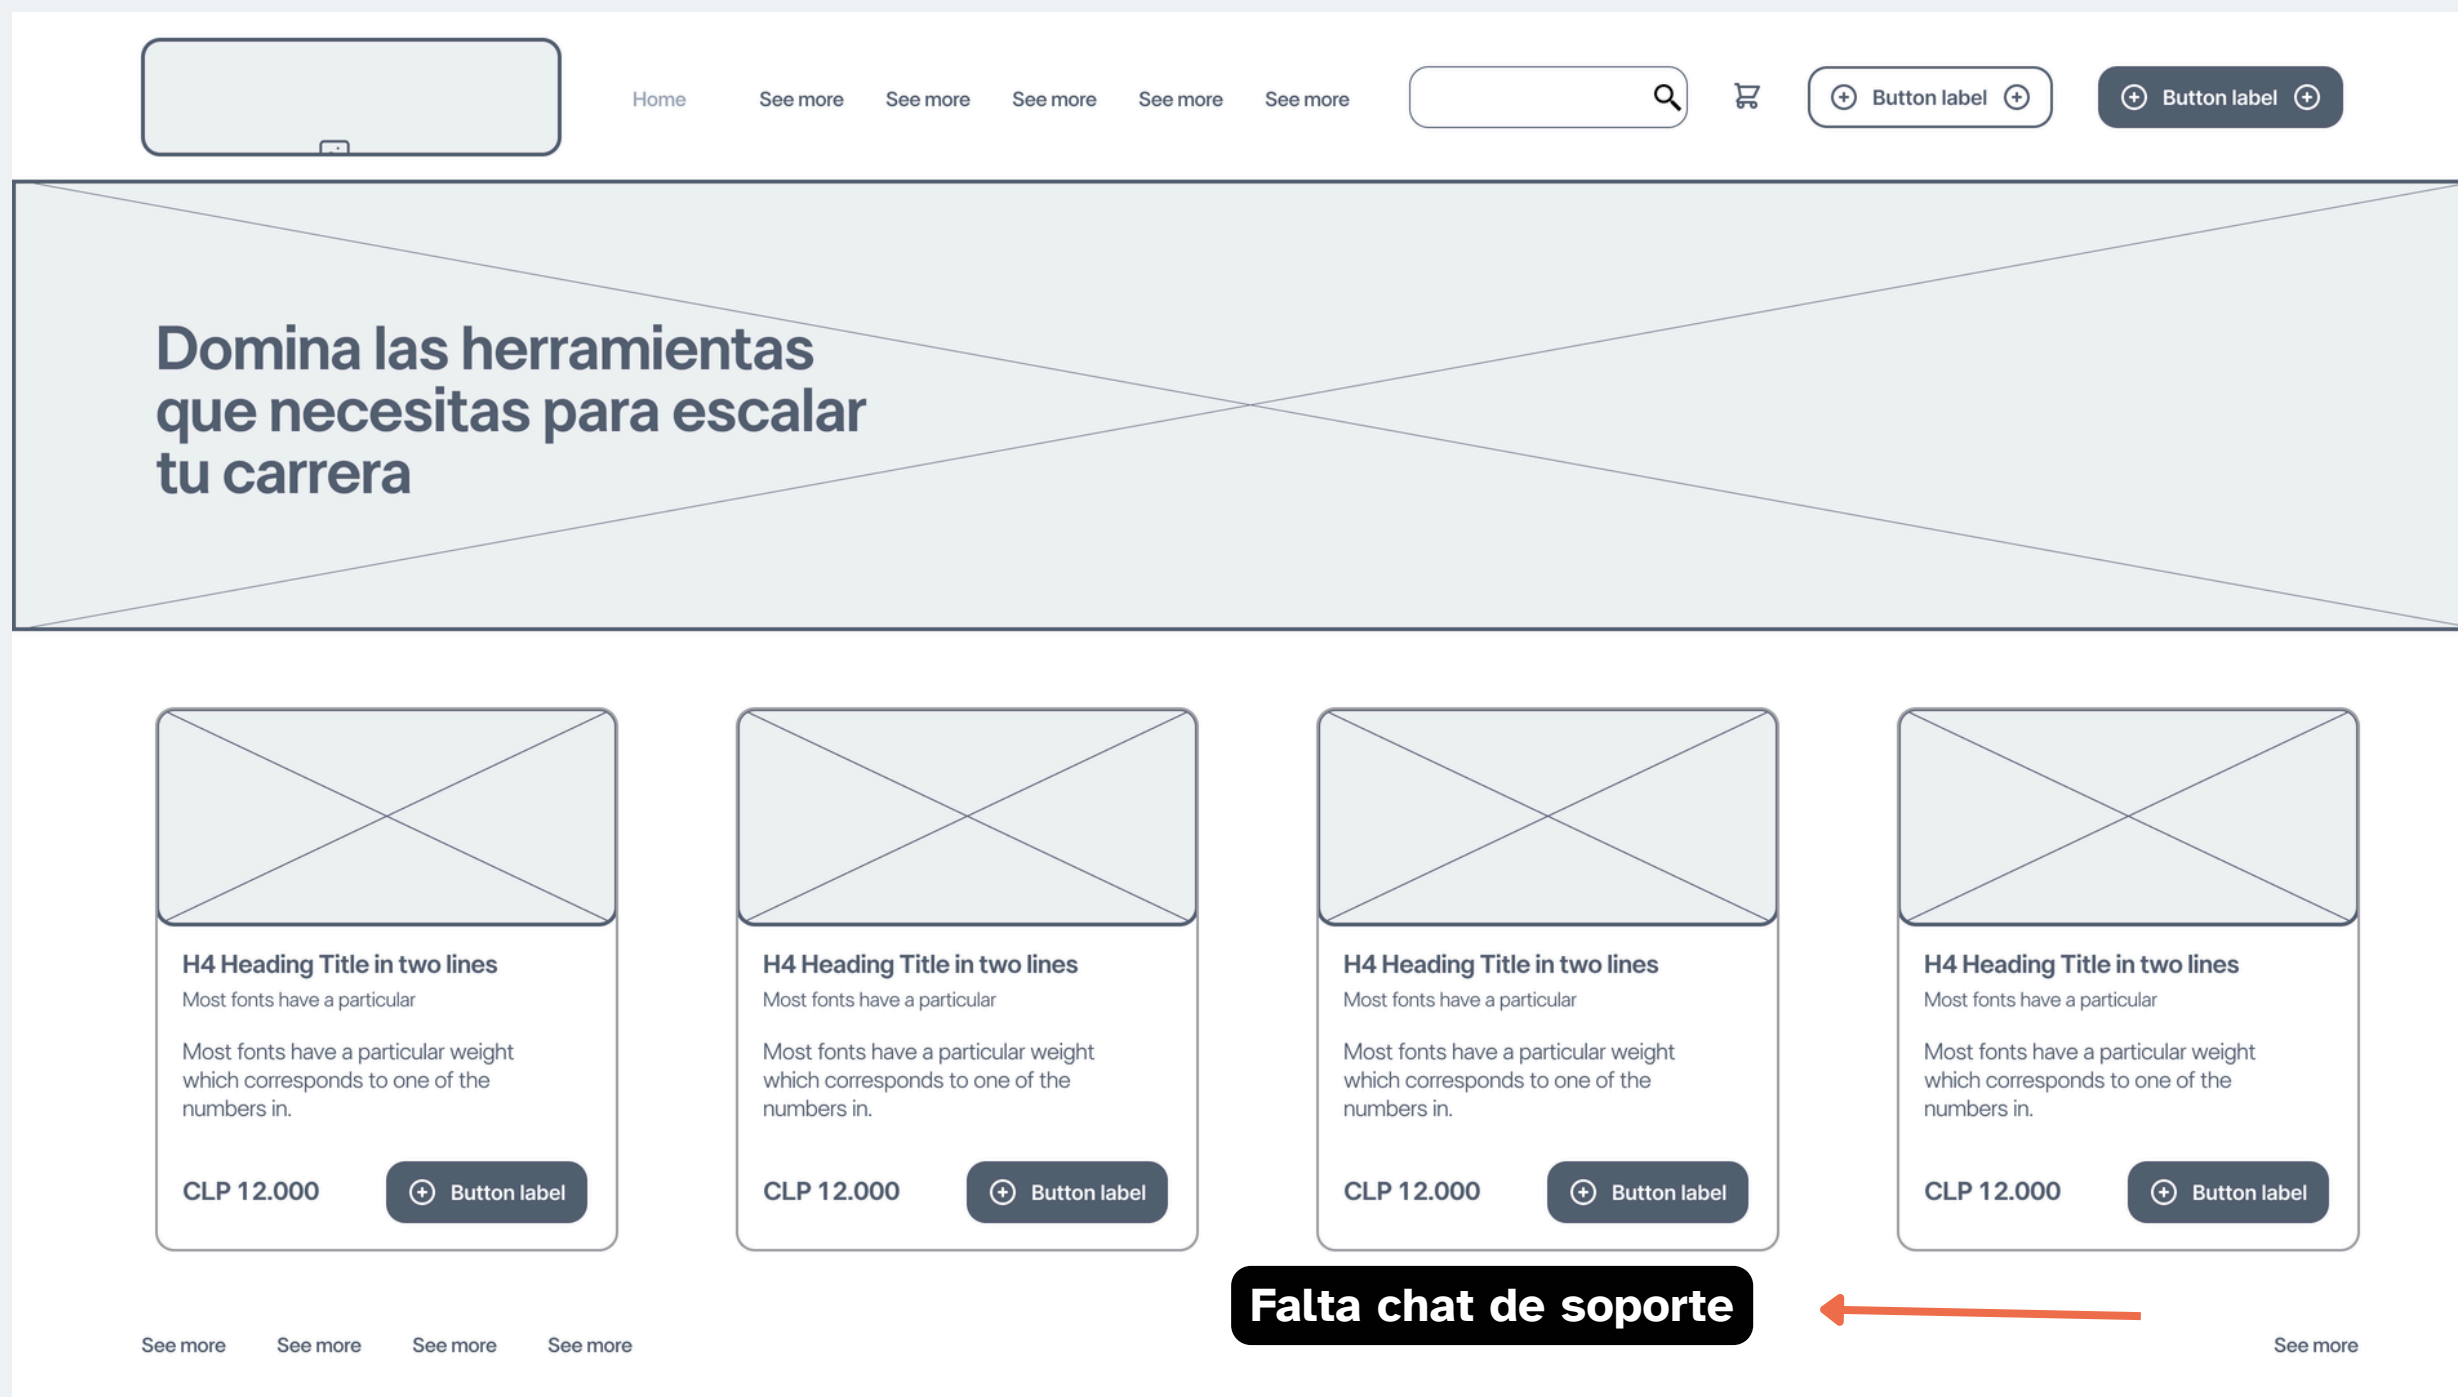 Home See more See more See more See more See more Button label Button label
Domina las herramientas
que necesitas para escalar
tu carrera
H4 Heading Title in two lines
Most fonts have a particular
Most fonts have a particular weight
which corresponds to one of the
numbers in.
CLP 12.000 Button label
H4 Heading Title in two lines
Most fonts have a particular
Most fonts have a particular weight
which corresponds to one of the
numbers in.
CLP 12.000 Button label
H4 Heading Title in two lines
Most fonts have a particular
Most fonts have a particular weight
which corresponds to one of the
numbers in.
CLP 12.000 Button label
H4 Heading Title in two lines
Most fonts have a particular
Most fonts have a particular weight
which corresponds to one of the
numbers in.
CLP 12.000 Button label
Falta chat de soporte
See more See more See more See more See more